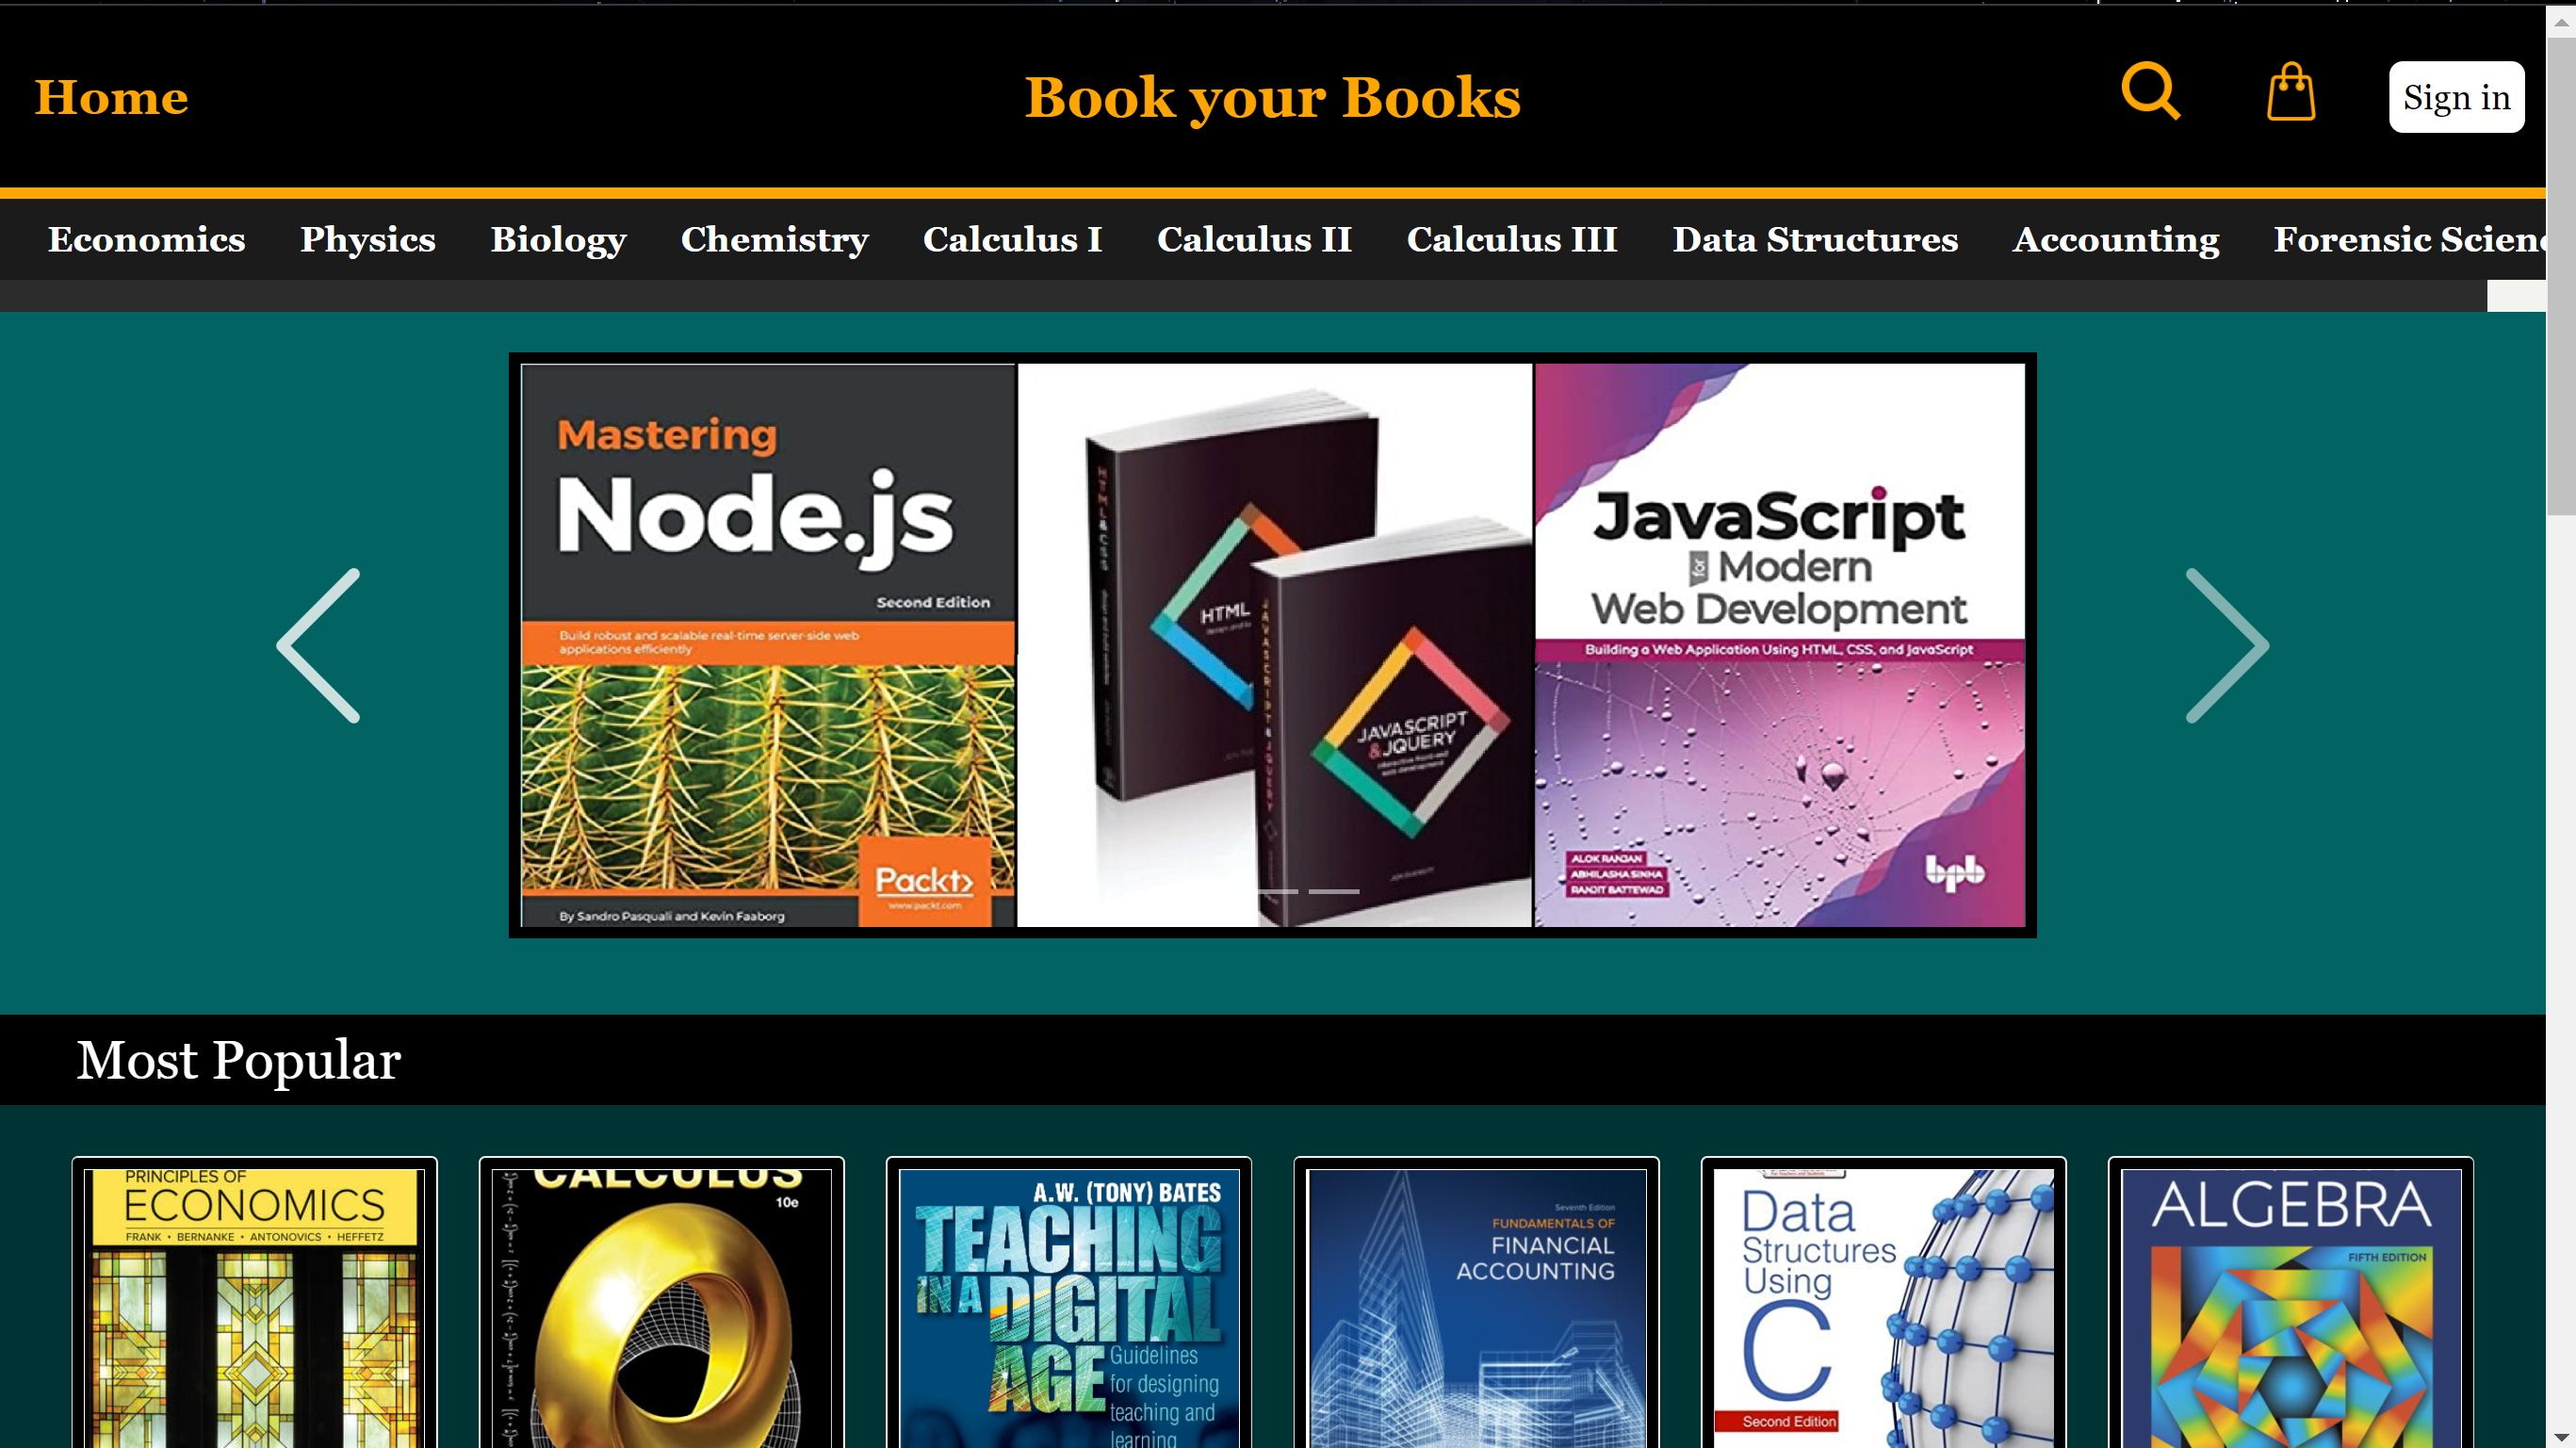 Home
Book your Books
Sign in
Economics Physics Biology Chemistry Calculus I Calculus II Calculus III Data Structures Accounting Forensic Scien
Mastering
Node.js
Second Edition
Build robust and scalable real-time server-side web
applications efficiently
Packt>
www.packt.com
By Sandro Pasquali and Kevin Faaborg
HTML & CSS
HTML
JAVASCRIPT & JQUERY
JAVASCRIPT
&JQUERY
JavaScript
for Modern
Web Development
Building a Web Application Using HTML, CSS, and JavaScript
ALOK RANJAN
ABHILASHA SINHA
RANJIT BATTEWAD
bpb
Most Popular
PRINCIPLES OF
ECONOMICS
FRANK • BERNANKE • ANTONOVICS • HEFFETZ
CALCULUS
10e
A.W. (TONY) BATES
TEACHING
IN A DIGITAL
AGE
Guidelines
for designing
teaching and
learning
Seventh Edition
FUNDAMENTALS OF
FINANCIAL
ACCOUNTING
Data
Structures
Using
C
Second Edition
ALGEBRA
FIFTH EDITION